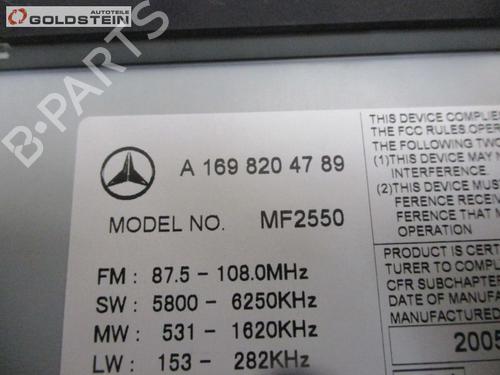 Autoteile
GOLDSTEIN
B-PARTS
A 169 820 47 89
MODEL NO. MF2550
FM : 87.5 - 108.0MHz
SW : 5800 - 6250KHz
MW : 531 - 1620KHz
LW : 153 - 282KHz
THIS DEVICE COMPLIE
THE FCC RULES.OPER
THE FOLLOWING TWO
(1)THIS DEVICE MAY N
INTERFERENCE.
(2)THIS DEVICE MUST
FERENCE RECEIV
FERENCE THAT M
OPERATION
PRODUCT IS CERT
TURER TO COMPL
CFR SUBCHAPTER
DATE OF MANUFAC
MANUFACTURED
2005